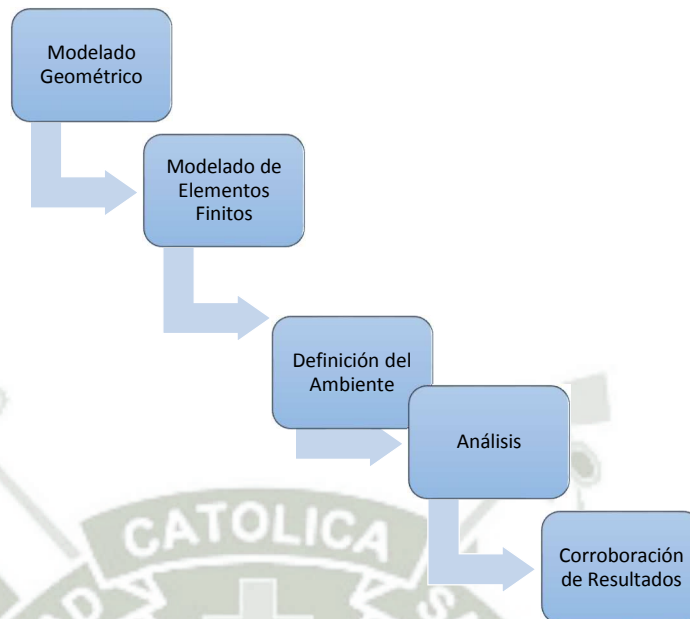 Modelado
Geométrico
Modelado de
Elementos
Finitos
Definición del
Ambiente
Análisis
Corroboración
de Resultados
CATOLICA